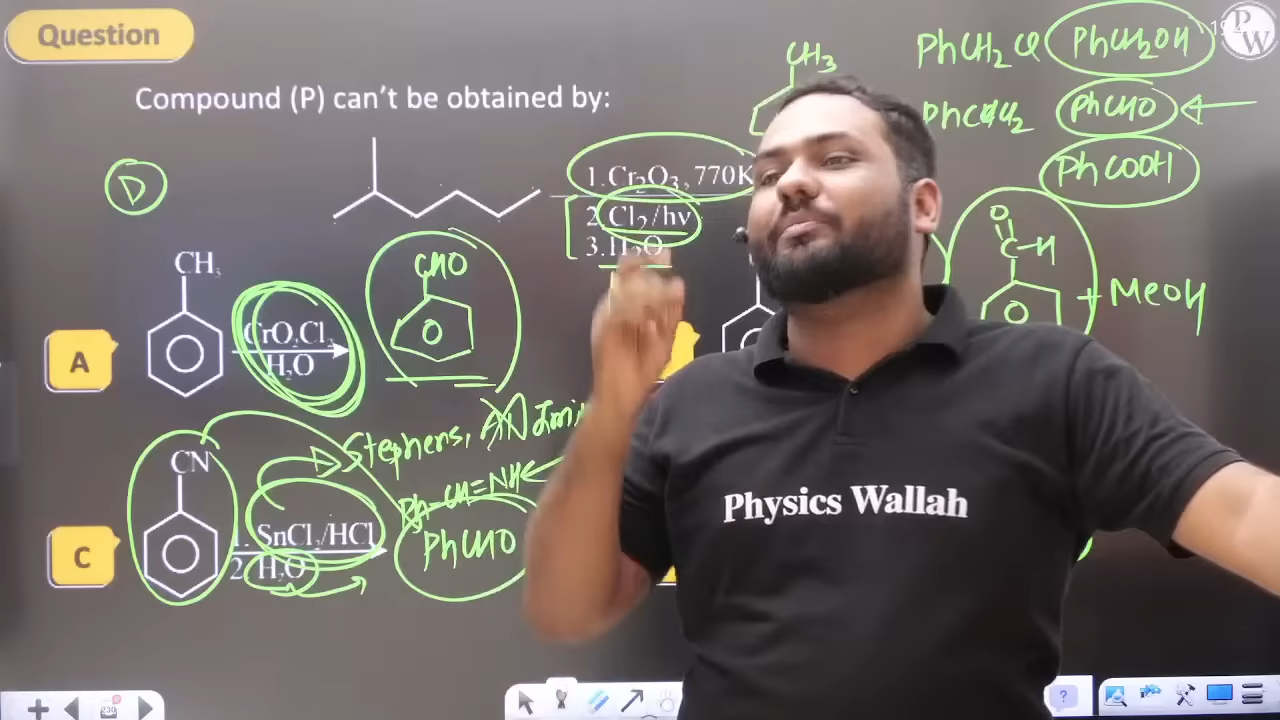 Question
PW
Compound (P) can't be obtained by:
CH3
PhCH2Cl PhCH2OH
PhCHCl2 PhCHO
PhCOOH
D
1. Cr2O3, 770K
2. Cl2/hν
3. H2O
CHO
O
C-H
+ MeOH
CH3
A
CrO2Cl2
H2O
Stephens,
Ph-CH=NH
CN
C
1. SnCl2/HCl
2. H2O
PhCHO
Physics Wallah
230
?